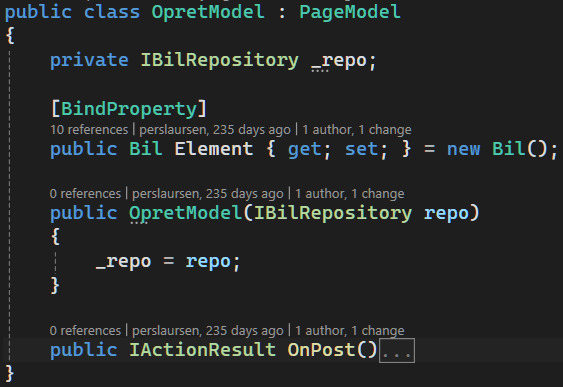 public class OpretModel : PageModel
{
private IBilRepository _repo;
[BindProperty]
10 references | perslaursen, 235 days ago | 1 author, 1 change
public Bil Element { get; set; } = new Bil();
0 references | perslaursen, 235 days ago | 1 author, 1 change
public OpretModel(IBilRepository repo)
{
_repo = repo;
}
0 references | perslaursen, 235 days ago | 1 author, 1 change
public IActionResult OnPost()...
}